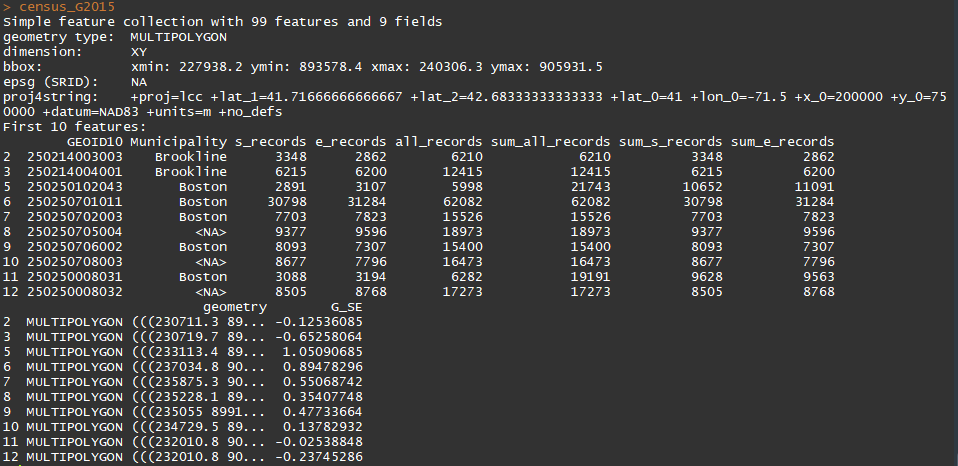 > census_G2015
Simple feature collection with 99 features and 9 fields
geometry type:  MULTIPOLYGON
dimension:      XY
bbox:           xmin: 227938.2 ymin: 893578.4 xmax: 240306.3 ymax: 905931.5
epsg (SRID):    NA
proj4string:    +proj=lcc +lat_1=41.71666666666667 +lat_2=42.68333333333333 +lat_0=41 +lon_0=-71.5 +x_0=200000 +y_0=75
0000 +datum=NAD83 +units=m +no_defs
First 10 features:
        GEOID10 Municipality s_records e_records all_records sum_all_records sum_s_records sum_e_records
2  250214003003    Brookline      3348      2862        6210            6210          3348          2862
3  250214004001    Brookline      6215      6200       12415           12415          6215          6200
5  250250102043       Boston      2891      3107        5998           21743         10652         11091
6  250250701011       Boston     30798     31284       62082           62082         30798         31284
7  250250702003       Boston      7703      7823       15526           15526          7703          7823
8  250250705004         <NA>      9377      9596       18973           18973          9377          9596
9  250250706002       Boston      8093      7307       15400           15400          8093          7307
10 250250708003         <NA>      8677      7796       16473           16473          8677          7796
11 250250008031       Boston      3088      3194        6282           19191          9628          9563
12 250250008032         <NA>      8505      8768       17273           17273          8505          8768
                         geometry        G_SE
2  MULTIPOLYGON (((230711.3 89... -0.12536085
3  MULTIPOLYGON (((230719.7 89... -0.65258064
5  MULTIPOLYGON (((233113.4 89...  1.05090685
6  MULTIPOLYGON (((237034.8 90...  0.89478296
7  MULTIPOLYGON (((235875.3 90...  0.55068742
8  MULTIPOLYGON (((235228.1 89...  0.35407748
9  MULTIPOLYGON (((235055 8991...  0.47733664
10 MULTIPOLYGON (((234729.5 89...  0.13782932
11 MULTIPOLYGON (((232010.8 90... -0.02538848
12 MULTIPOLYGON (((232010.8 90... -0.23745286